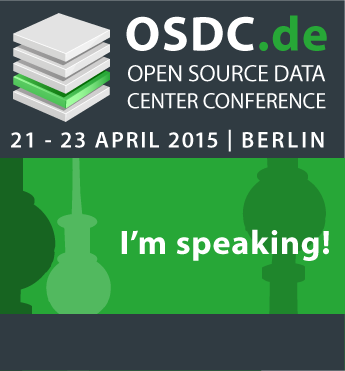 OSDC.de
OPEN SOURCE DATA
CENTER CONFERENCE
21 - 23 APRIL 2015 | BERLIN
I'm speaking!